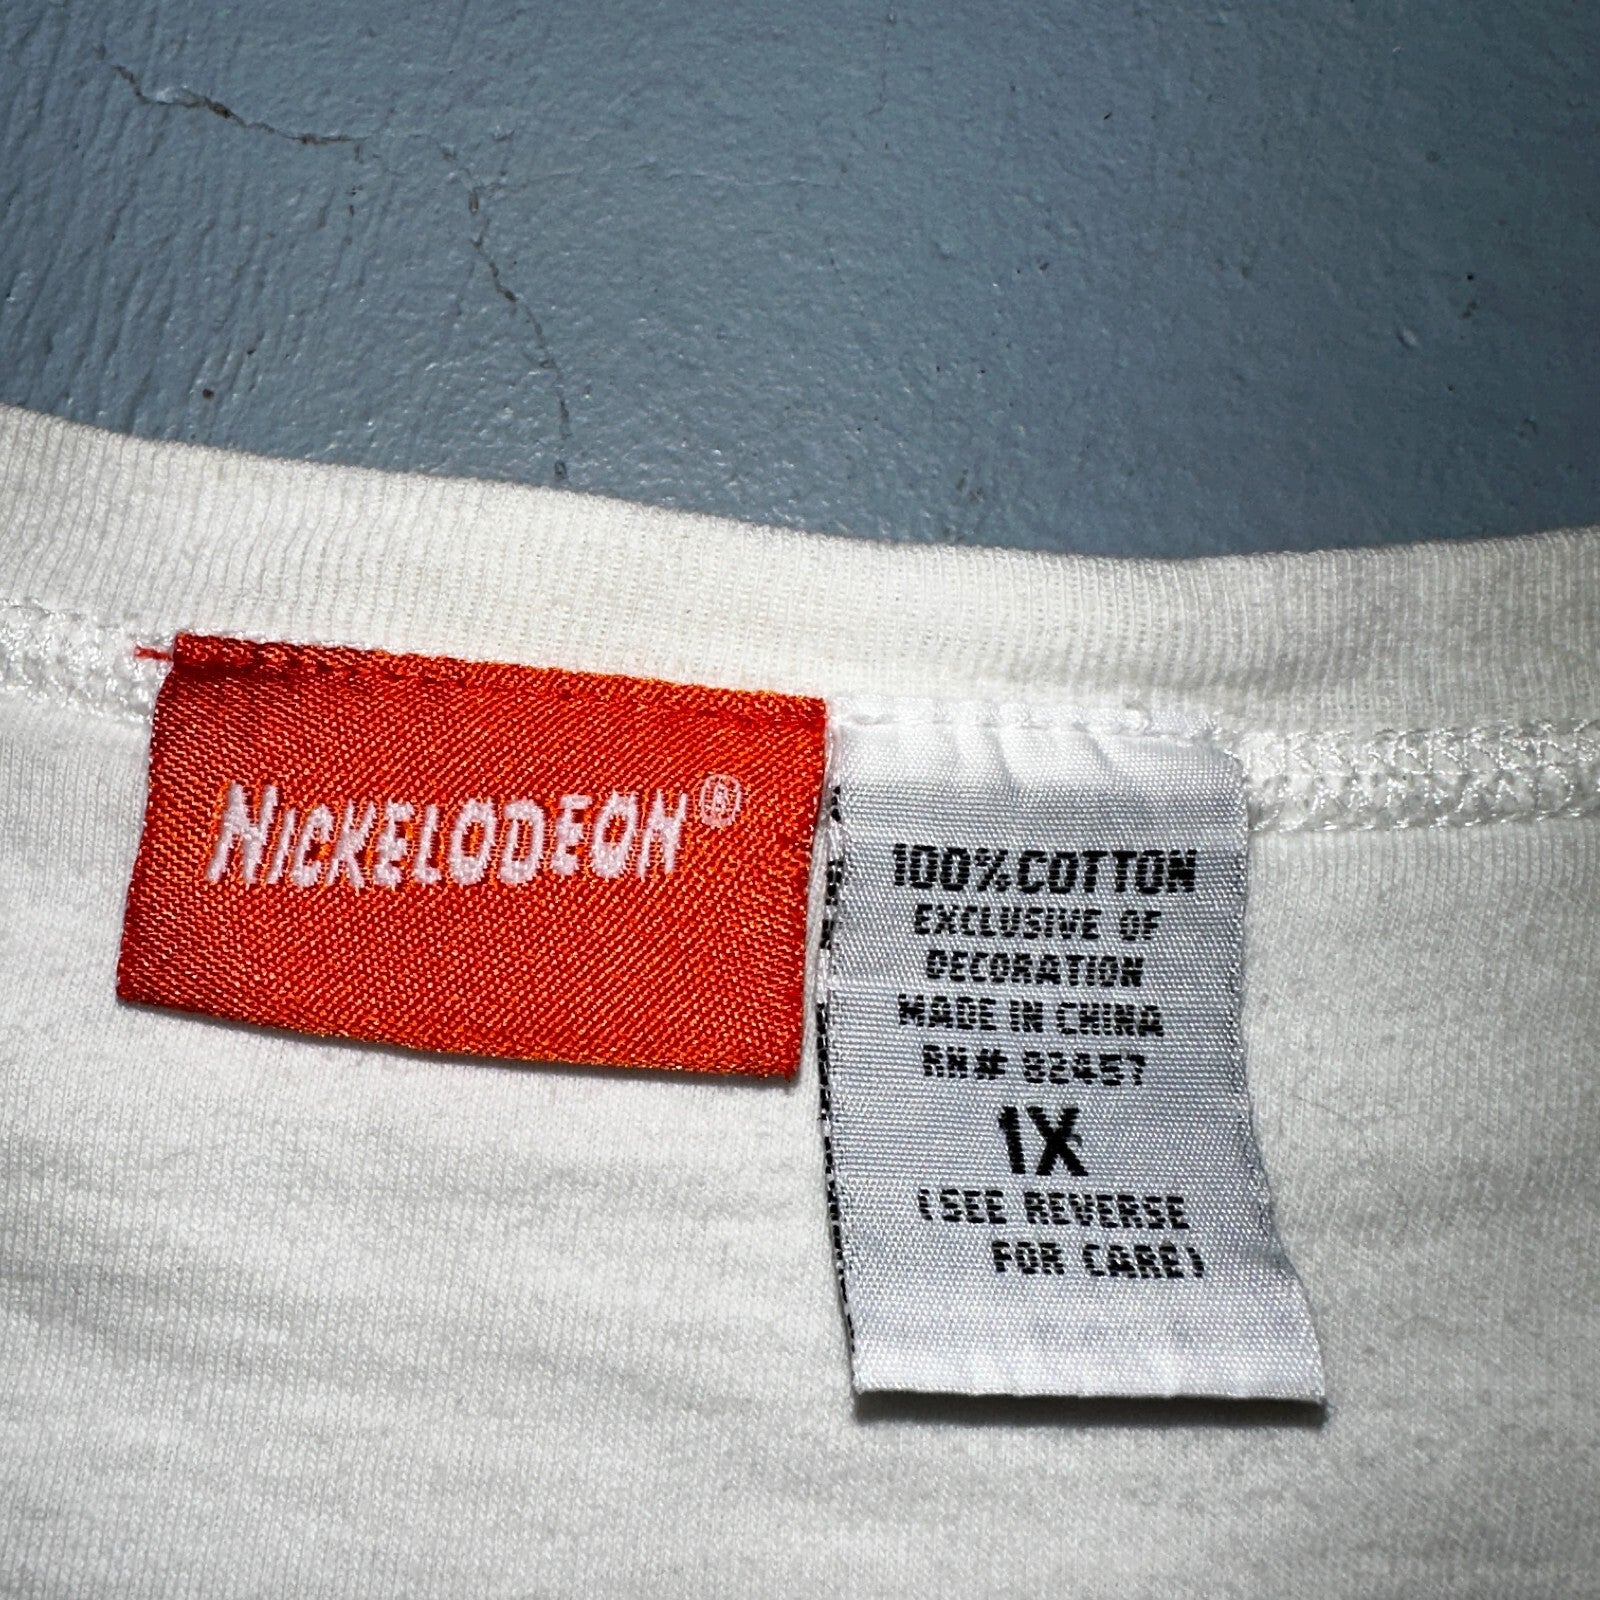 NICKELODEON®
100% COTTON
EXCLUSIVE OF
DECORATION
MADE IN CHINA
RN# 82457
1X
(SEE REVERSE
FOR CARE)